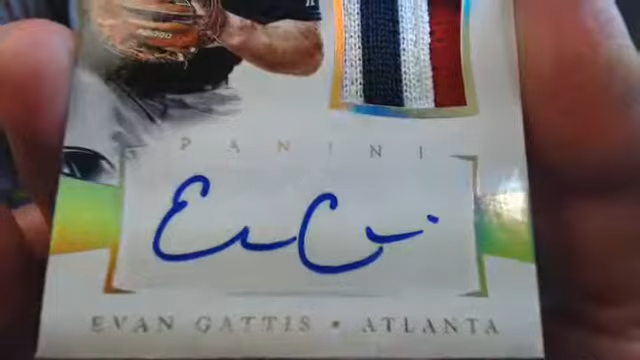 PANINI
E G
EVAN GATTIS • ATLANTA